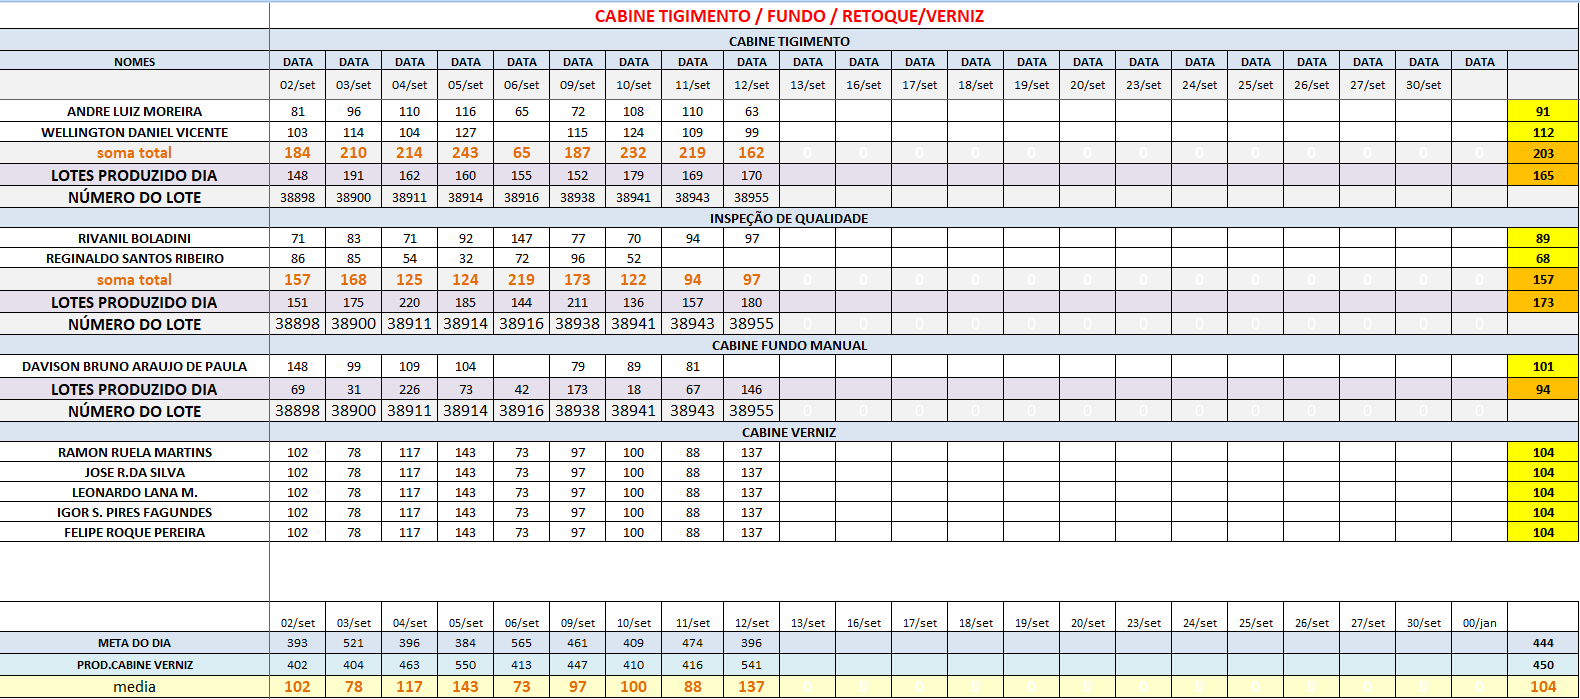 CABINE TIGIMENTO / FUNDO / RETOQUE/VERNIZ
CABINE TIGIMENTO
NOMES DATA DATA DATA DATA DATA DATA DATA DATA DATA DATA DATA DATA DATA DATA DATA DATA DATA DATA DATA DATA DATA DATA
02/set 03/set 04/set 05/set 06/set 09/set 10/set 11/set 12/set 13/set 16/set 17/set 18/set 19/set 20/set 23/set 24/set 25/set 26/set 27/set 30/set
ANDRE LUIZ MOREIRA 81 96 110 116 65 72 108 110 63 91
WELLINGTON DANIEL VICENTE 103 114 104 127 115 124 109 99 112
soma total 184 210 214 243 65 187 232 219 162 0 0 0 0 0 0 0 0 0 0 0 0 0 203
LOTES PRODUZIDO DIA 148 191 162 160 155 152 179 169 170 165
NÚMERO DO LOTE 38898 38900 38911 38914 38916 38938 38941 38943 38955
INSPEÇÃO DE QUALIDADE
RIVANIL BOLADINI 71 83 71 92 147 77 70 94 97 89
REGINALDO SANTOS RIBEIRO 86 85 54 32 72 96 52 68
soma total 157 168 125 124 219 173 122 94 97 0 0 0 0 0 0 0 0 0 0 0 0 0 157
LOTES PRODUZIDO DIA 151 175 220 185 144 211 136 157 180 173
NÚMERO DO LOTE 38898 38900 38911 38914 38916 38938 38941 38943 38955 0 0 0 0 0 0 0 0 0 0 0 0 0
CABINE FUNDO MANUAL
DAVISON BRUNO ARAUJO DE PAULA 148 99 109 104 79 89 81 101
LOTES PRODUZIDO DIA 69 31 226 73 42 173 18 67 146 94
NÚMERO DO LOTE 38898 38900 38911 38914 38916 38938 38941 38943 38955 0 0 0 0 0 0 0 0 0 0 0 0 0
CABINE VERNIZ
RAMON RUELA MARTINS 102 78 117 143 73 97 100 88 137 104
JOSE R.DA SILVA 102 78 117 143 73 97 100 88 137 104
LEONARDO LANA M. 102 78 117 143 73 97 100 88 137 104
IGOR S. PIRES FAGUNDES 102 78 117 143 73 97 100 88 137 104
FELIPE ROQUE PEREIRA 102 78 117 143 73 97 100 88 137 104
02/set 03/set 04/set 05/set 06/set 09/set 10/set 11/set 12/set 13/set 16/set 17/set 18/set 19/set 20/set 23/set 24/set 25/set 26/set 27/set 30/set 00/jan
META DO DIA 393 521 396 384 565 461 409 474 396 444
PROD.CABINE VERNIZ 402 404 463 550 413 447 410 416 541 450
media 102 78 117 143 73 97 100 88 137 0 0 0 0 0 0 0 0 0 0 0 0 0 104